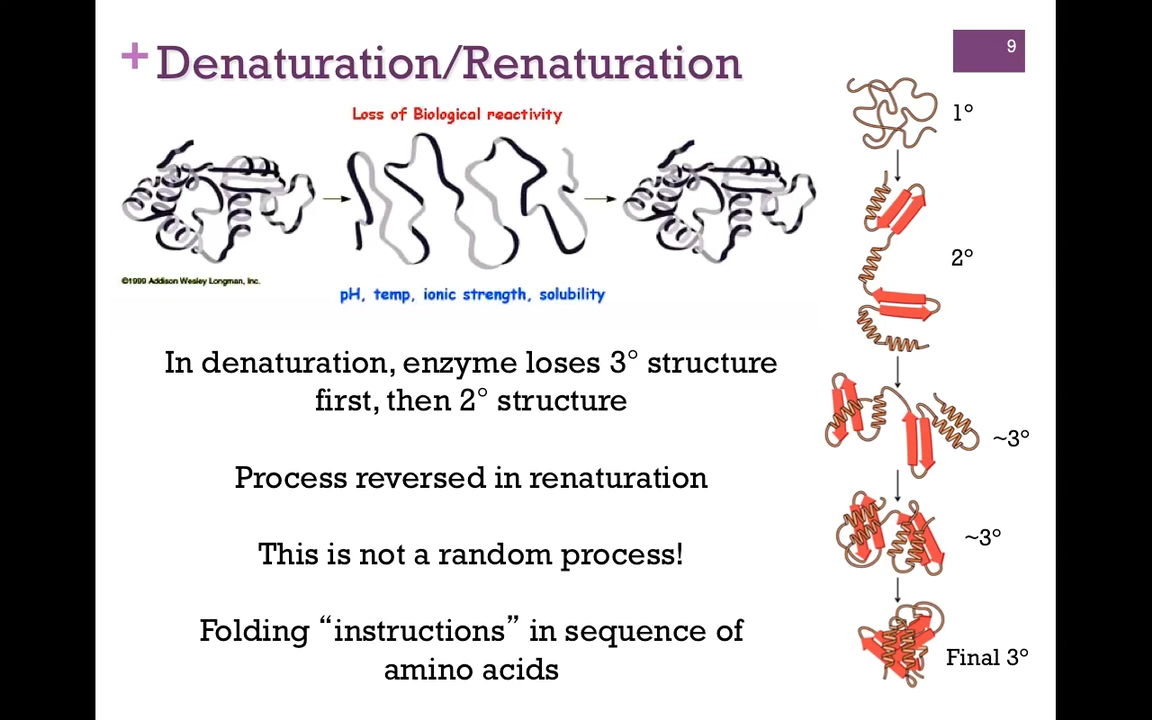 + Denaturation/Renaturation
9
Loss of Biological reactivity
©1999 Addison Wesley Longman, Inc.
pH, temp, ionic strength, solubility
In denaturation, enzyme loses 3° structure
first, then 2° structure
Process reversed in renaturation
This is not a random process!
Folding “instructions” in sequence of
amino acids
1°
2°
~3°
~3°
Final 3°